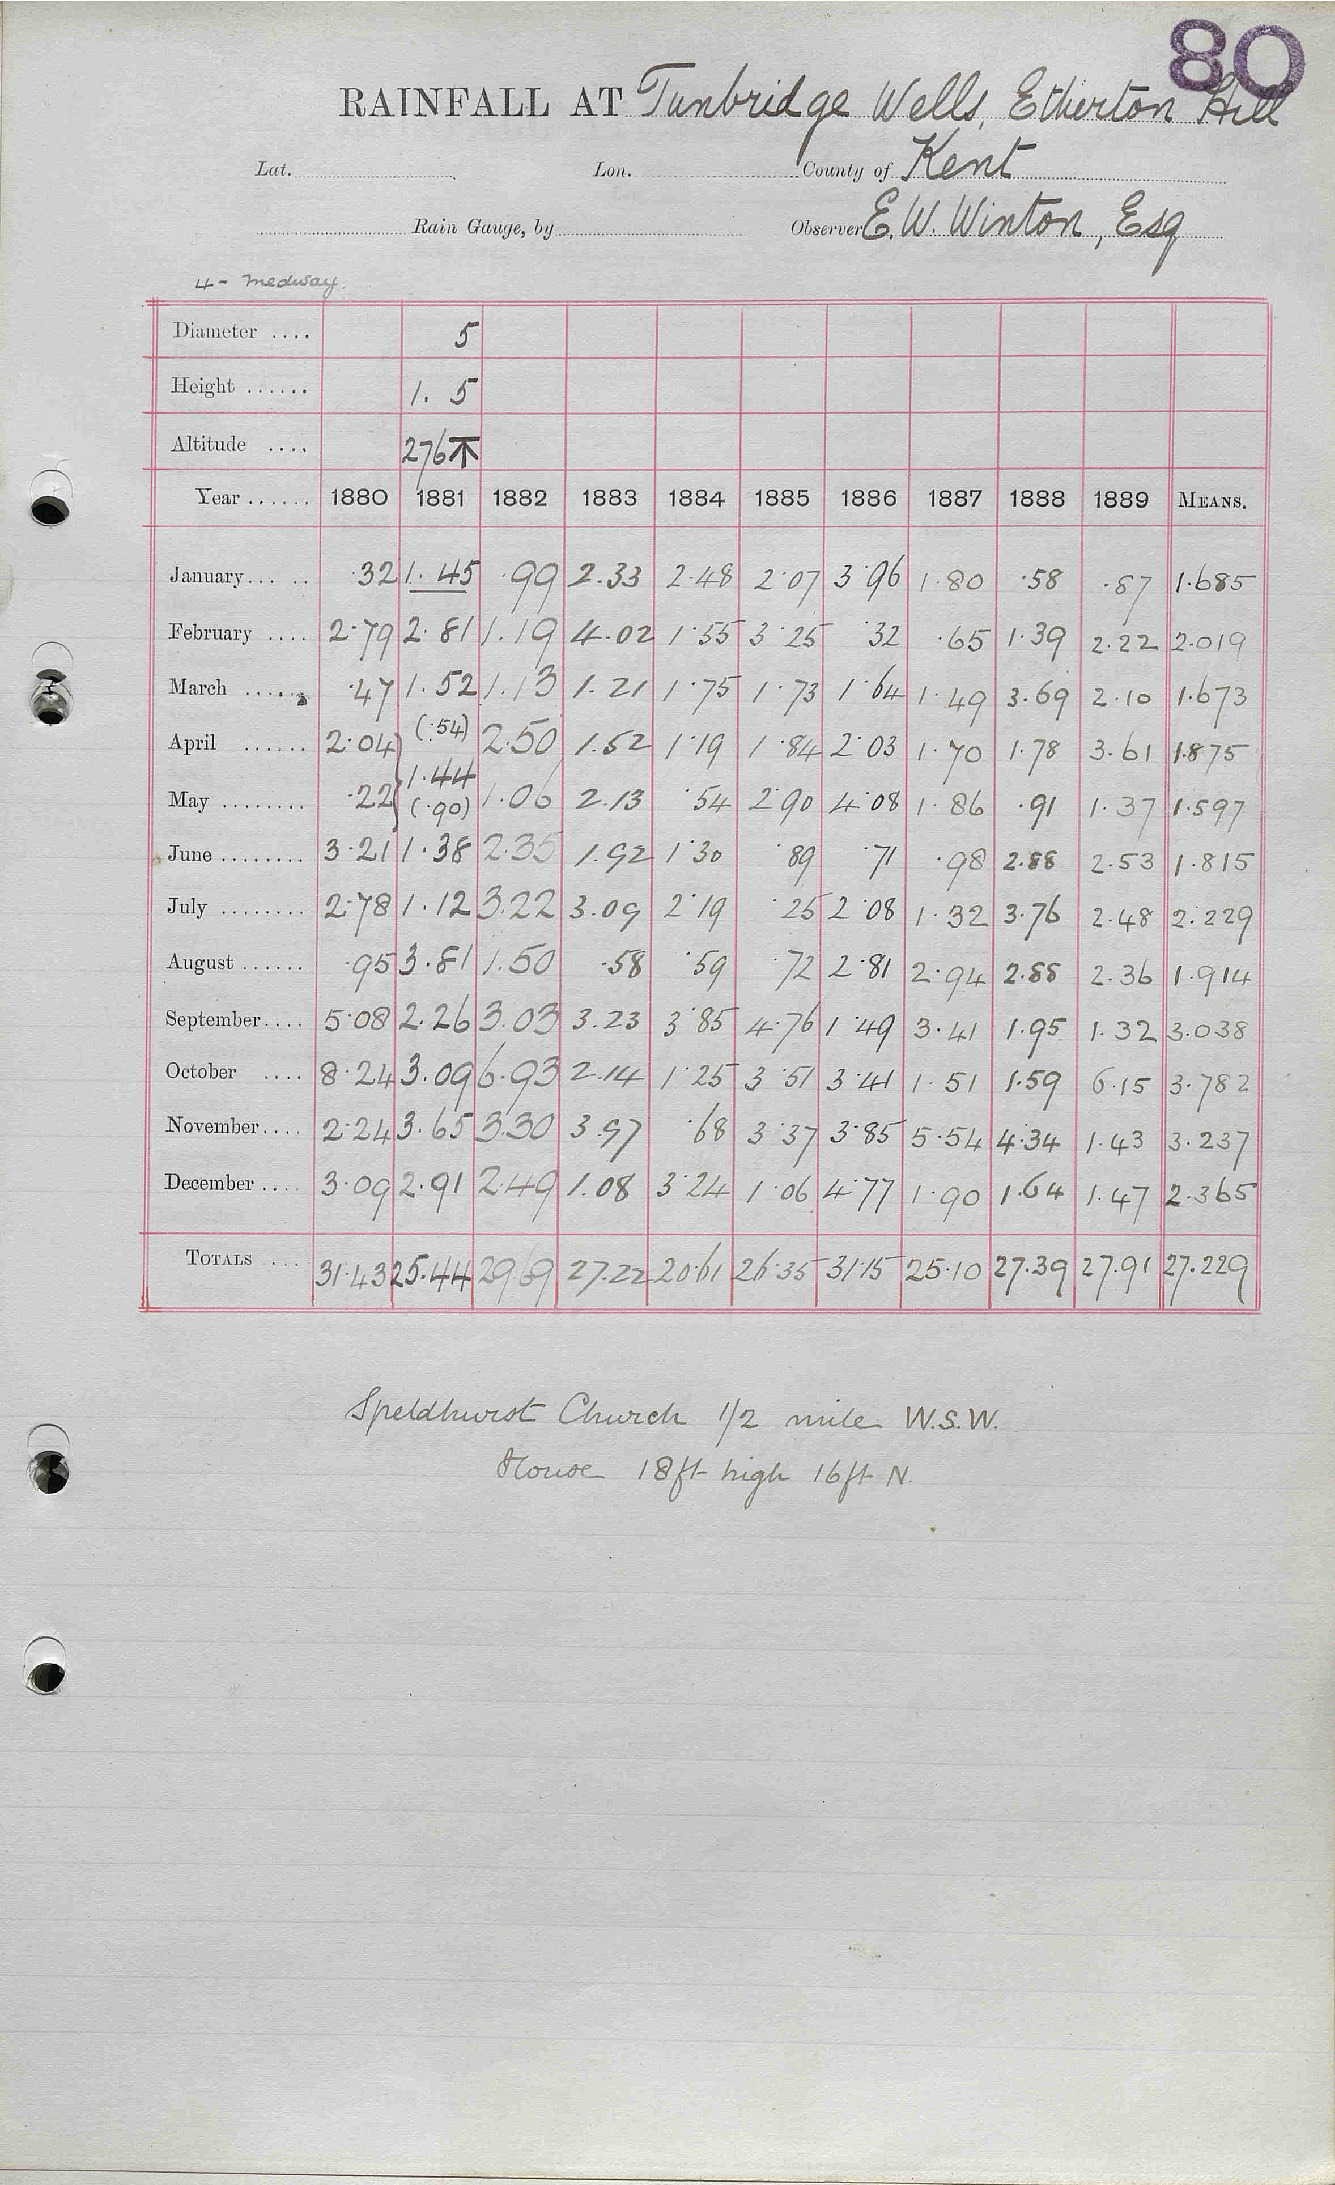 80
RAINFALL AT Tunbridge Wells, Etherton Hill
Lat. Lon. County of Kent
Rain Gauge, by Observer E. W. Winton, Esq
4 - Medway.
Diameter .... 5
Height ...... 1. 5
Altitude .... 276 ⚹
Year ...... 1880 1881 1882 1883 1884 1885 1886 1887 1888 1889 MEANS.
January... .. ·32 1.45 ·99 2.33 2·48 2·07 3·96 1·80 ·58 ·87 1·685
February .... 2·79 2.81 1.19 4.02 1·55 3·25 ·32 ·65 1·39 2·22 2·019
March ...... ·47 1.52 1.13 1.21 1·75 1·73 1·64 1·49 3·69 2·10 1·673
April ...... 2·04 (.54) 2.50 1.52 1·19 1·84 2·03 1·70 1·78 3·61 1·875
1.44
May ........ ·22 (·90) 1.06 2.13 ·54 2·90 4·08 1·86 ·91 1·37 1·597
June ........ 3·21 1·38 2.35 1.92 1·30 ·89 ·71 ·98 2.88 2·53 1·815
July ........ 2·78 1.12 3.22 3.09 2·19 ·25 2·08 1·32 3·76 2·48 2·229
August ...... ·95 3.81 1.50 ·58 ·59 ·72 2·81 2·94 2.88 2·36 1·914
September.... 5·08 2.26 3.03 3.23 3·85 4·76 1·49 3·41 1.95 1·32 3·038
October .... 8·24 3.09 6.93 2.14 1·25 3·51 3·41 1·51 1·59 6·15 3·782
November.... 2·24 3.65 3.30 3.97 ·68 3·37 3·85 5·54 4·34 1·43 3·237
December .... 3·09 2.91 2.49 1.08 3·24 1·06 4·77 1·90 1·64 1·47 2·365
TOTALS ... 31·43 25.44 29.69 27.22 20·61 26·35 31·15 25·10 27·39 27·91 27·229
Speldhurst Church 1/2 mile W.S.W.
House 18ft high 16ft N.